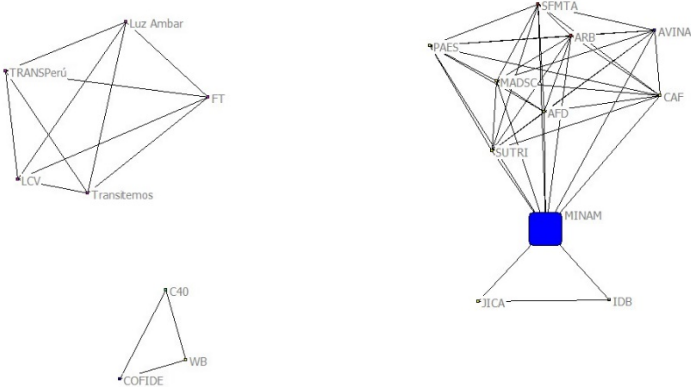 Luz Ambar
TRANSPerú
FT
LCV
Transitemos
SFMTA
ARB
AVINA
PAES
MADSC
CAF
AFD
SUTRI
MINAM
JICA
IDB
C40
WB
COFIDE